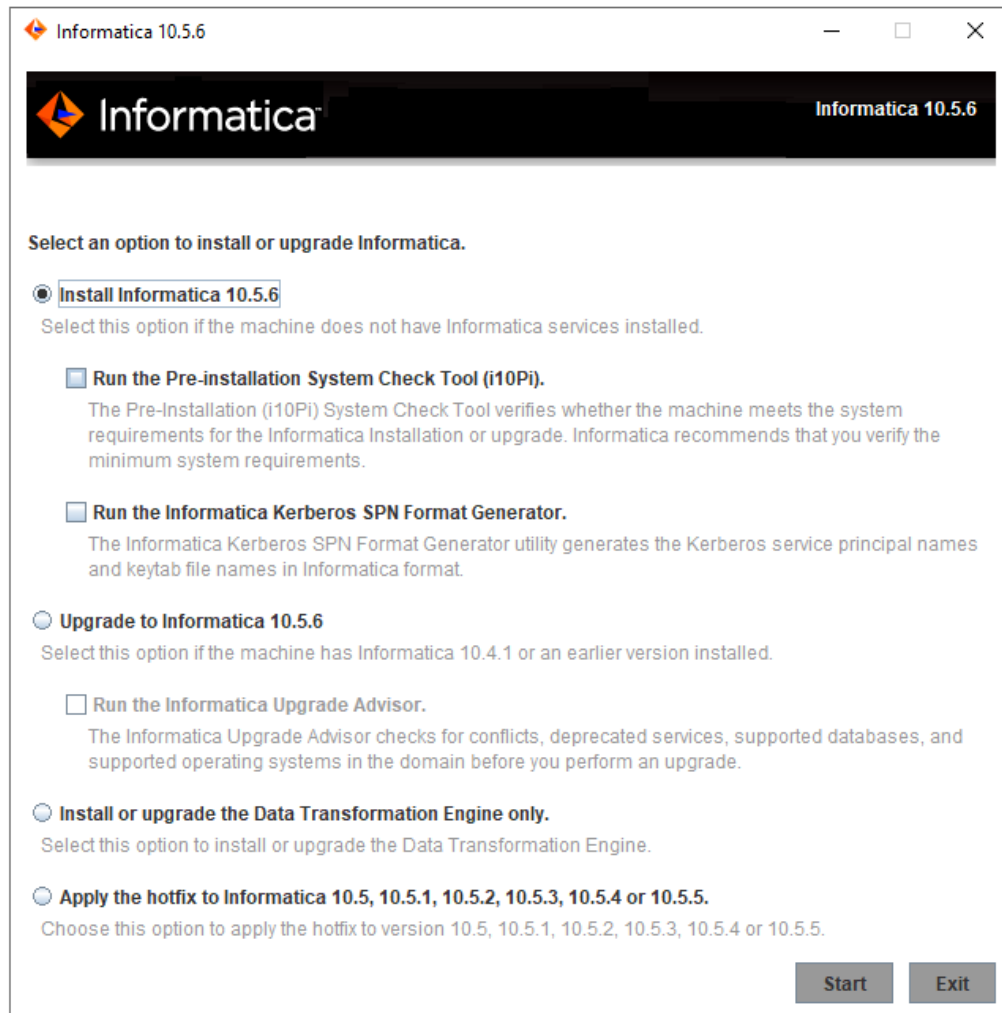 Informatica 10.5.6
Informatica
Informatica 10.5.6
Select an option to install or upgrade Informatica.
Install Informatica 10.5.6
Select this option if the machine does not have Informatica services installed.
Run the Pre-installation System Check Tool (i10Pi).
The Pre-Installation (i10Pi) System Check Tool verifies whether the machine meets the system
requirements for the Informatica Installation or upgrade. Informatica recommends that you verify the
minimum system requirements.
Run the Informatica Kerberos SPN Format Generator.
The Informatica Kerberos SPN Format Generator utility generates the Kerberos service principal names
and keytab file names in Informatica format.
Upgrade to Informatica 10.5.6
Select this option if the machine has Informatica 10.4.1 or an earlier version installed.
Run the Informatica Upgrade Advisor.
The Informatica Upgrade Advisor checks for conflicts, deprecated services, supported databases, and
supported operating systems in the domain before you perform an upgrade.
Install or upgrade the Data Transformation Engine only.
Select this option to install or upgrade the Data Transformation Engine.
Apply the hotfix to Informatica 10.5, 10.5.1, 10.5.2, 10.5.3, 10.5.4 or 10.5.5.
Choose this option to apply the hotfix to version 10.5, 10.5.1, 10.5.2, 10.5.3, 10.5.4 or 10.5.5.
Start Exit